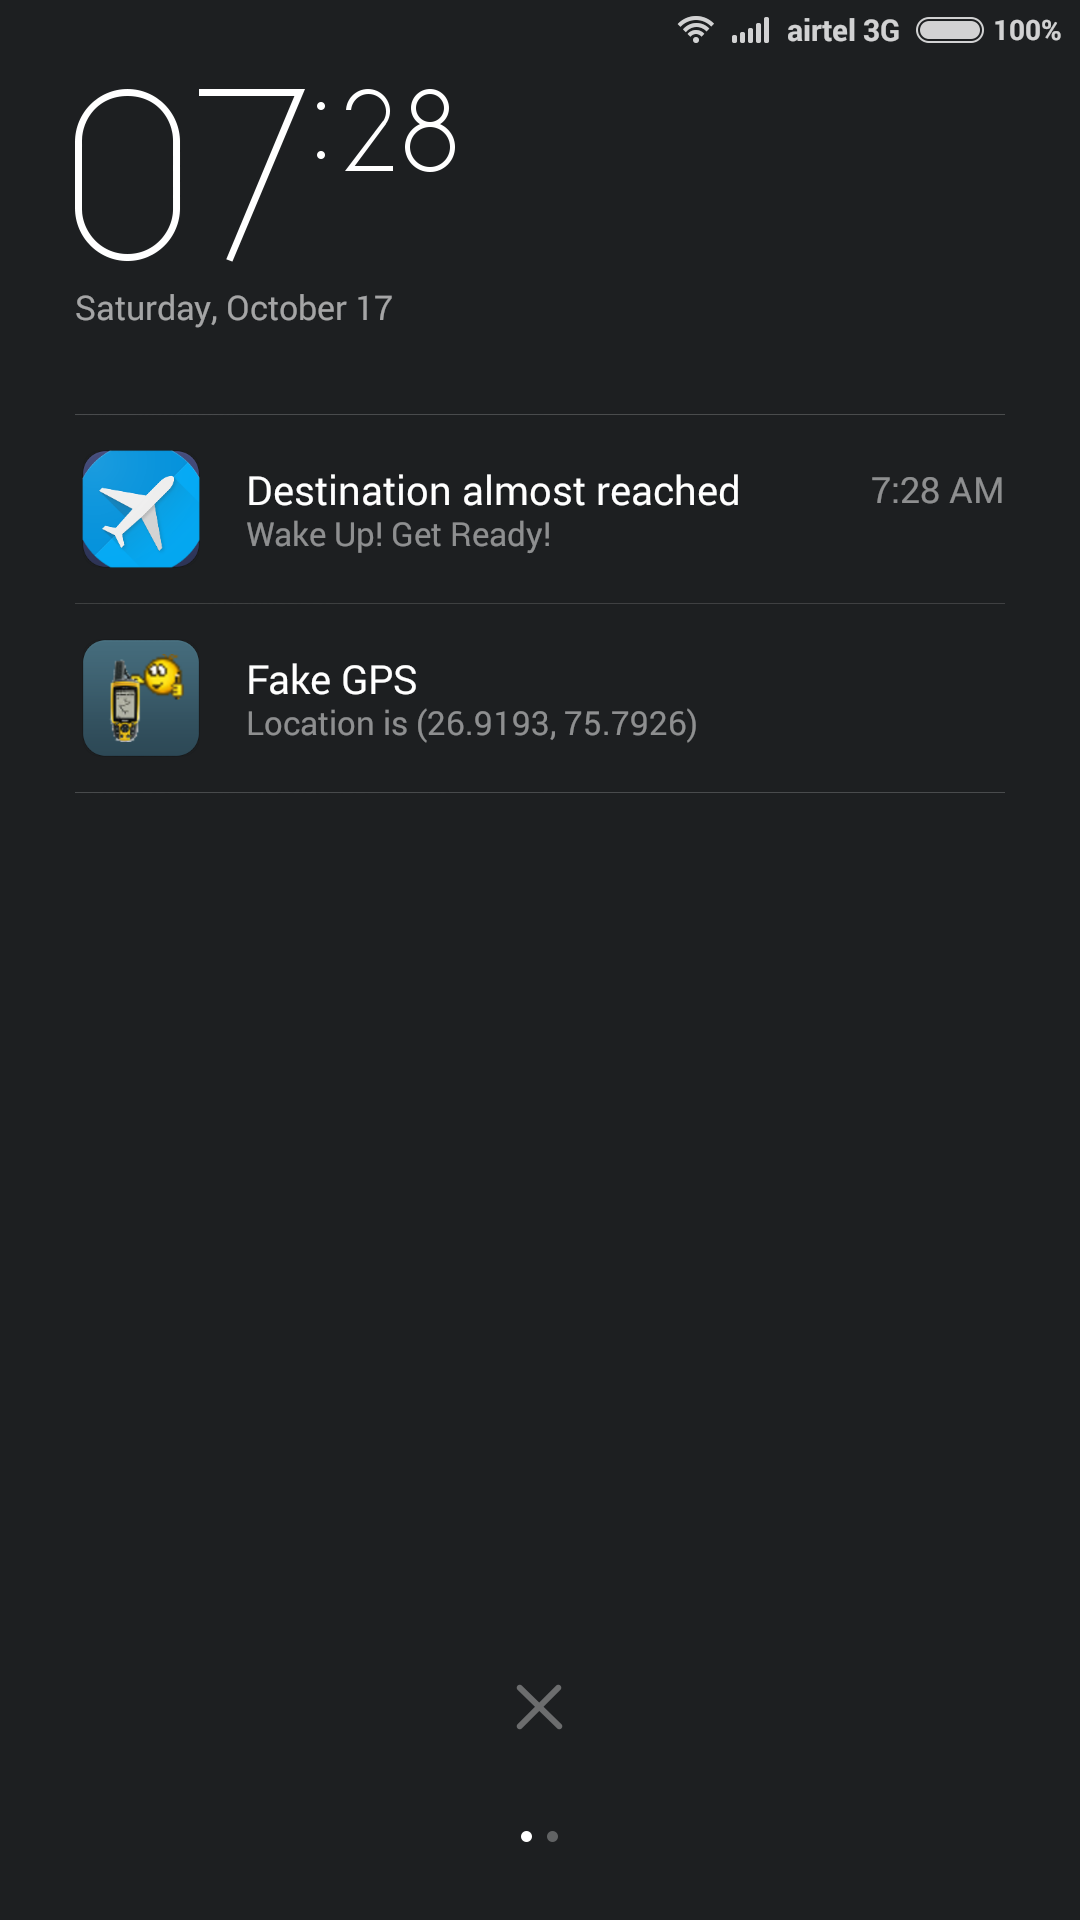 airtel 3G 100%
07:28
Saturday, October 17
Destination almost reached 7:28 AM
Wake Up! Get Ready!
Fake GPS
Location is (26.9193, 75.7926)